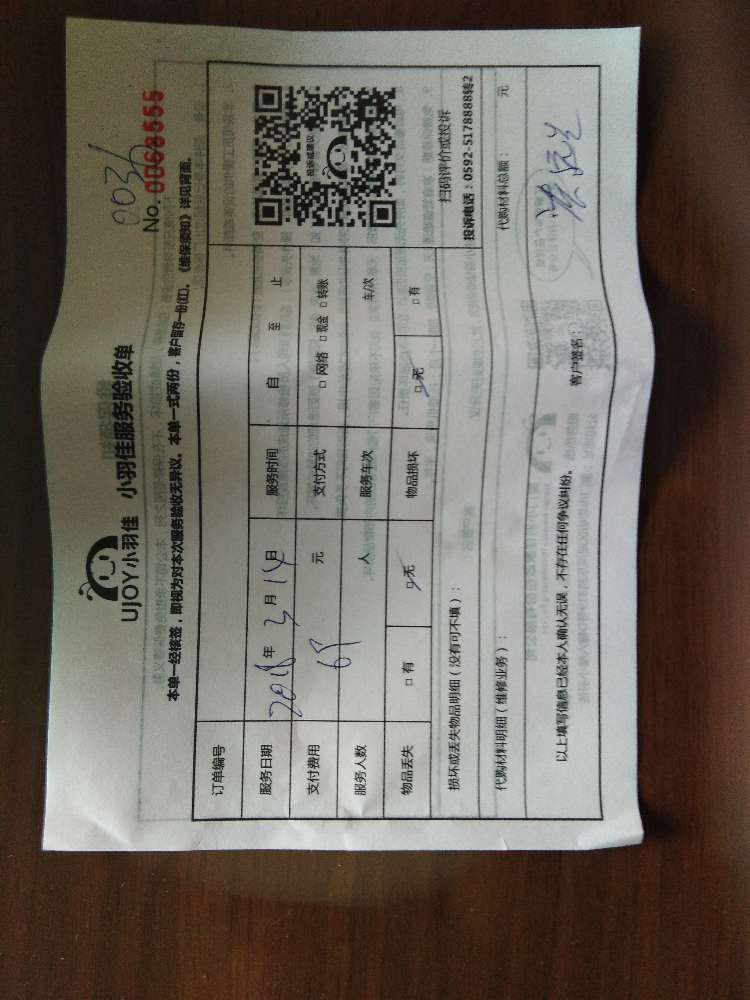 0036
No. 0068555
UJOY小羽佳 小羽佳服务验收单
本单一经核签，即视为对本次服务验收无异议。本单一式两份，客户留存一份(红)。《维保须知》详见背面。
订单编号
服务日期 2018 年 3 月 14 日 服务时间 自 至 止
支付费用 69 元 支付方式 □ 网络 □ 现金 □ 转账
服务人数 人 服务车次 车/次
物品丢失 □ 有 □ 无 物品损坏 □ 无 □ 有
投诉或建议
扫码评价或投诉
投诉电话：0592-5178888转2
损坏或丢失物品明细（没有可不填）：
代购材料明细（维修业务）： 代购材料总额： 元
以上填写信息已经本人确认无误，不存在任何争议纠纷。 客户签名：